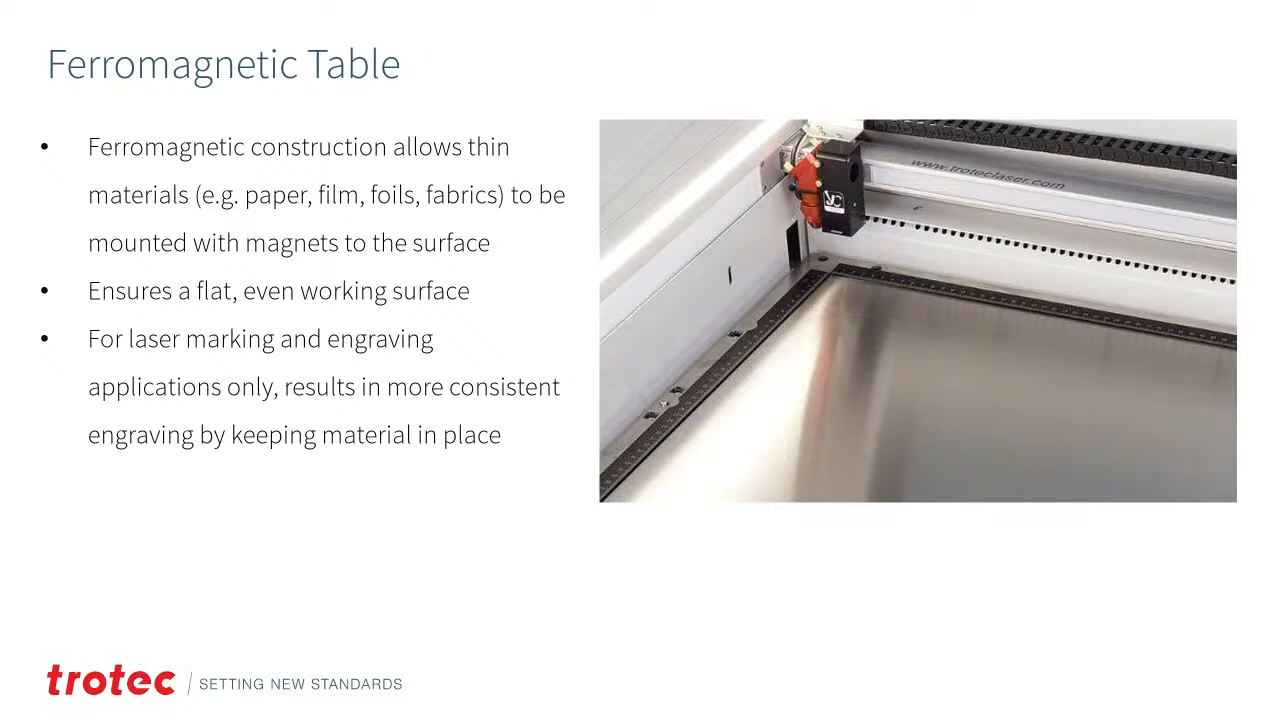 Ferromagnetic Table
• Ferromagnetic construction allows thin
materials (e.g. paper, film, foils, fabrics) to be
mounted with magnets to the surface
• Ensures a flat, even working surface
• For laser marking and engraving
applications only, results in more consistent
engraving by keeping material in place
www.troteclaser.com
trotec / SETTING NEW STANDARDS